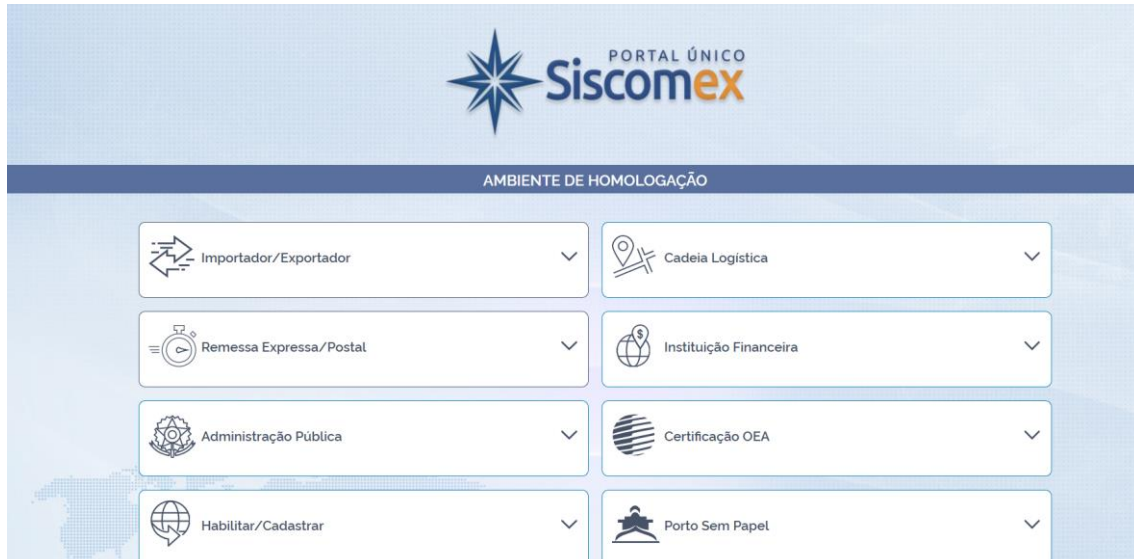 PORTAL ÚNICO
Siscomex
AMBIENTE DE HOMOLOGAÇÃO
Importador/Exportador
Cadeia Logística
Remessa Expressa/Postal
$
Instituição Financeira
Administração Pública
Certificação OEA
Habilitar/Cadastrar
Porto Sem Papel